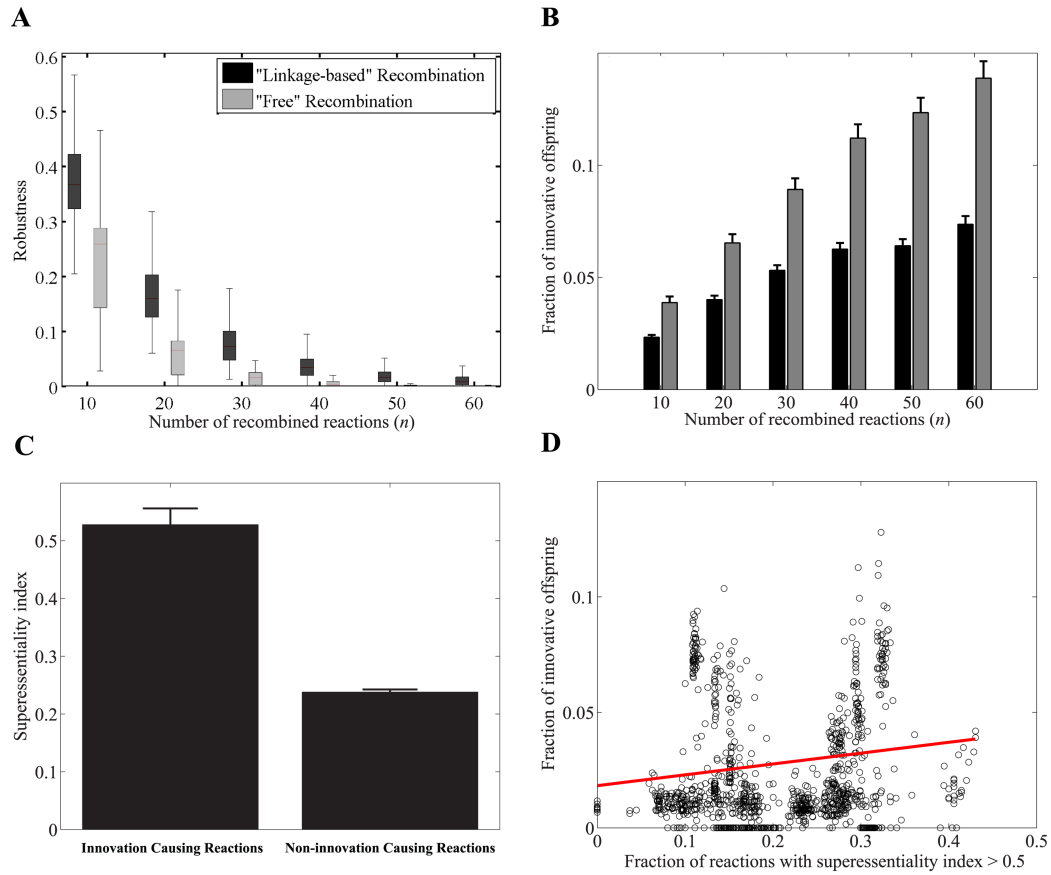 A
Robustness
0.6
0.5
0.4
0.3
0.2
0.1
0
"Linkage-based" Recombination
"Free" Recombination
10 20 30 40 50 60
Number of recombined reactions (n)
B
Fraction of innovative offspring
0.1
0.05
0
10 20 30 40 50 60
Number of recombined reactions (n)
C
Superessentiality index
0.5
0.4
0.3
0.2
0.1
0
Innovation Causing Reactions Non-innovation Causing Reactions
D
Fraction of innovative offspring
0.1
0.05
0
0 0.1 0.2 0.3 0.4 0.5
Fraction of reactions with superessentiality index > 0.5